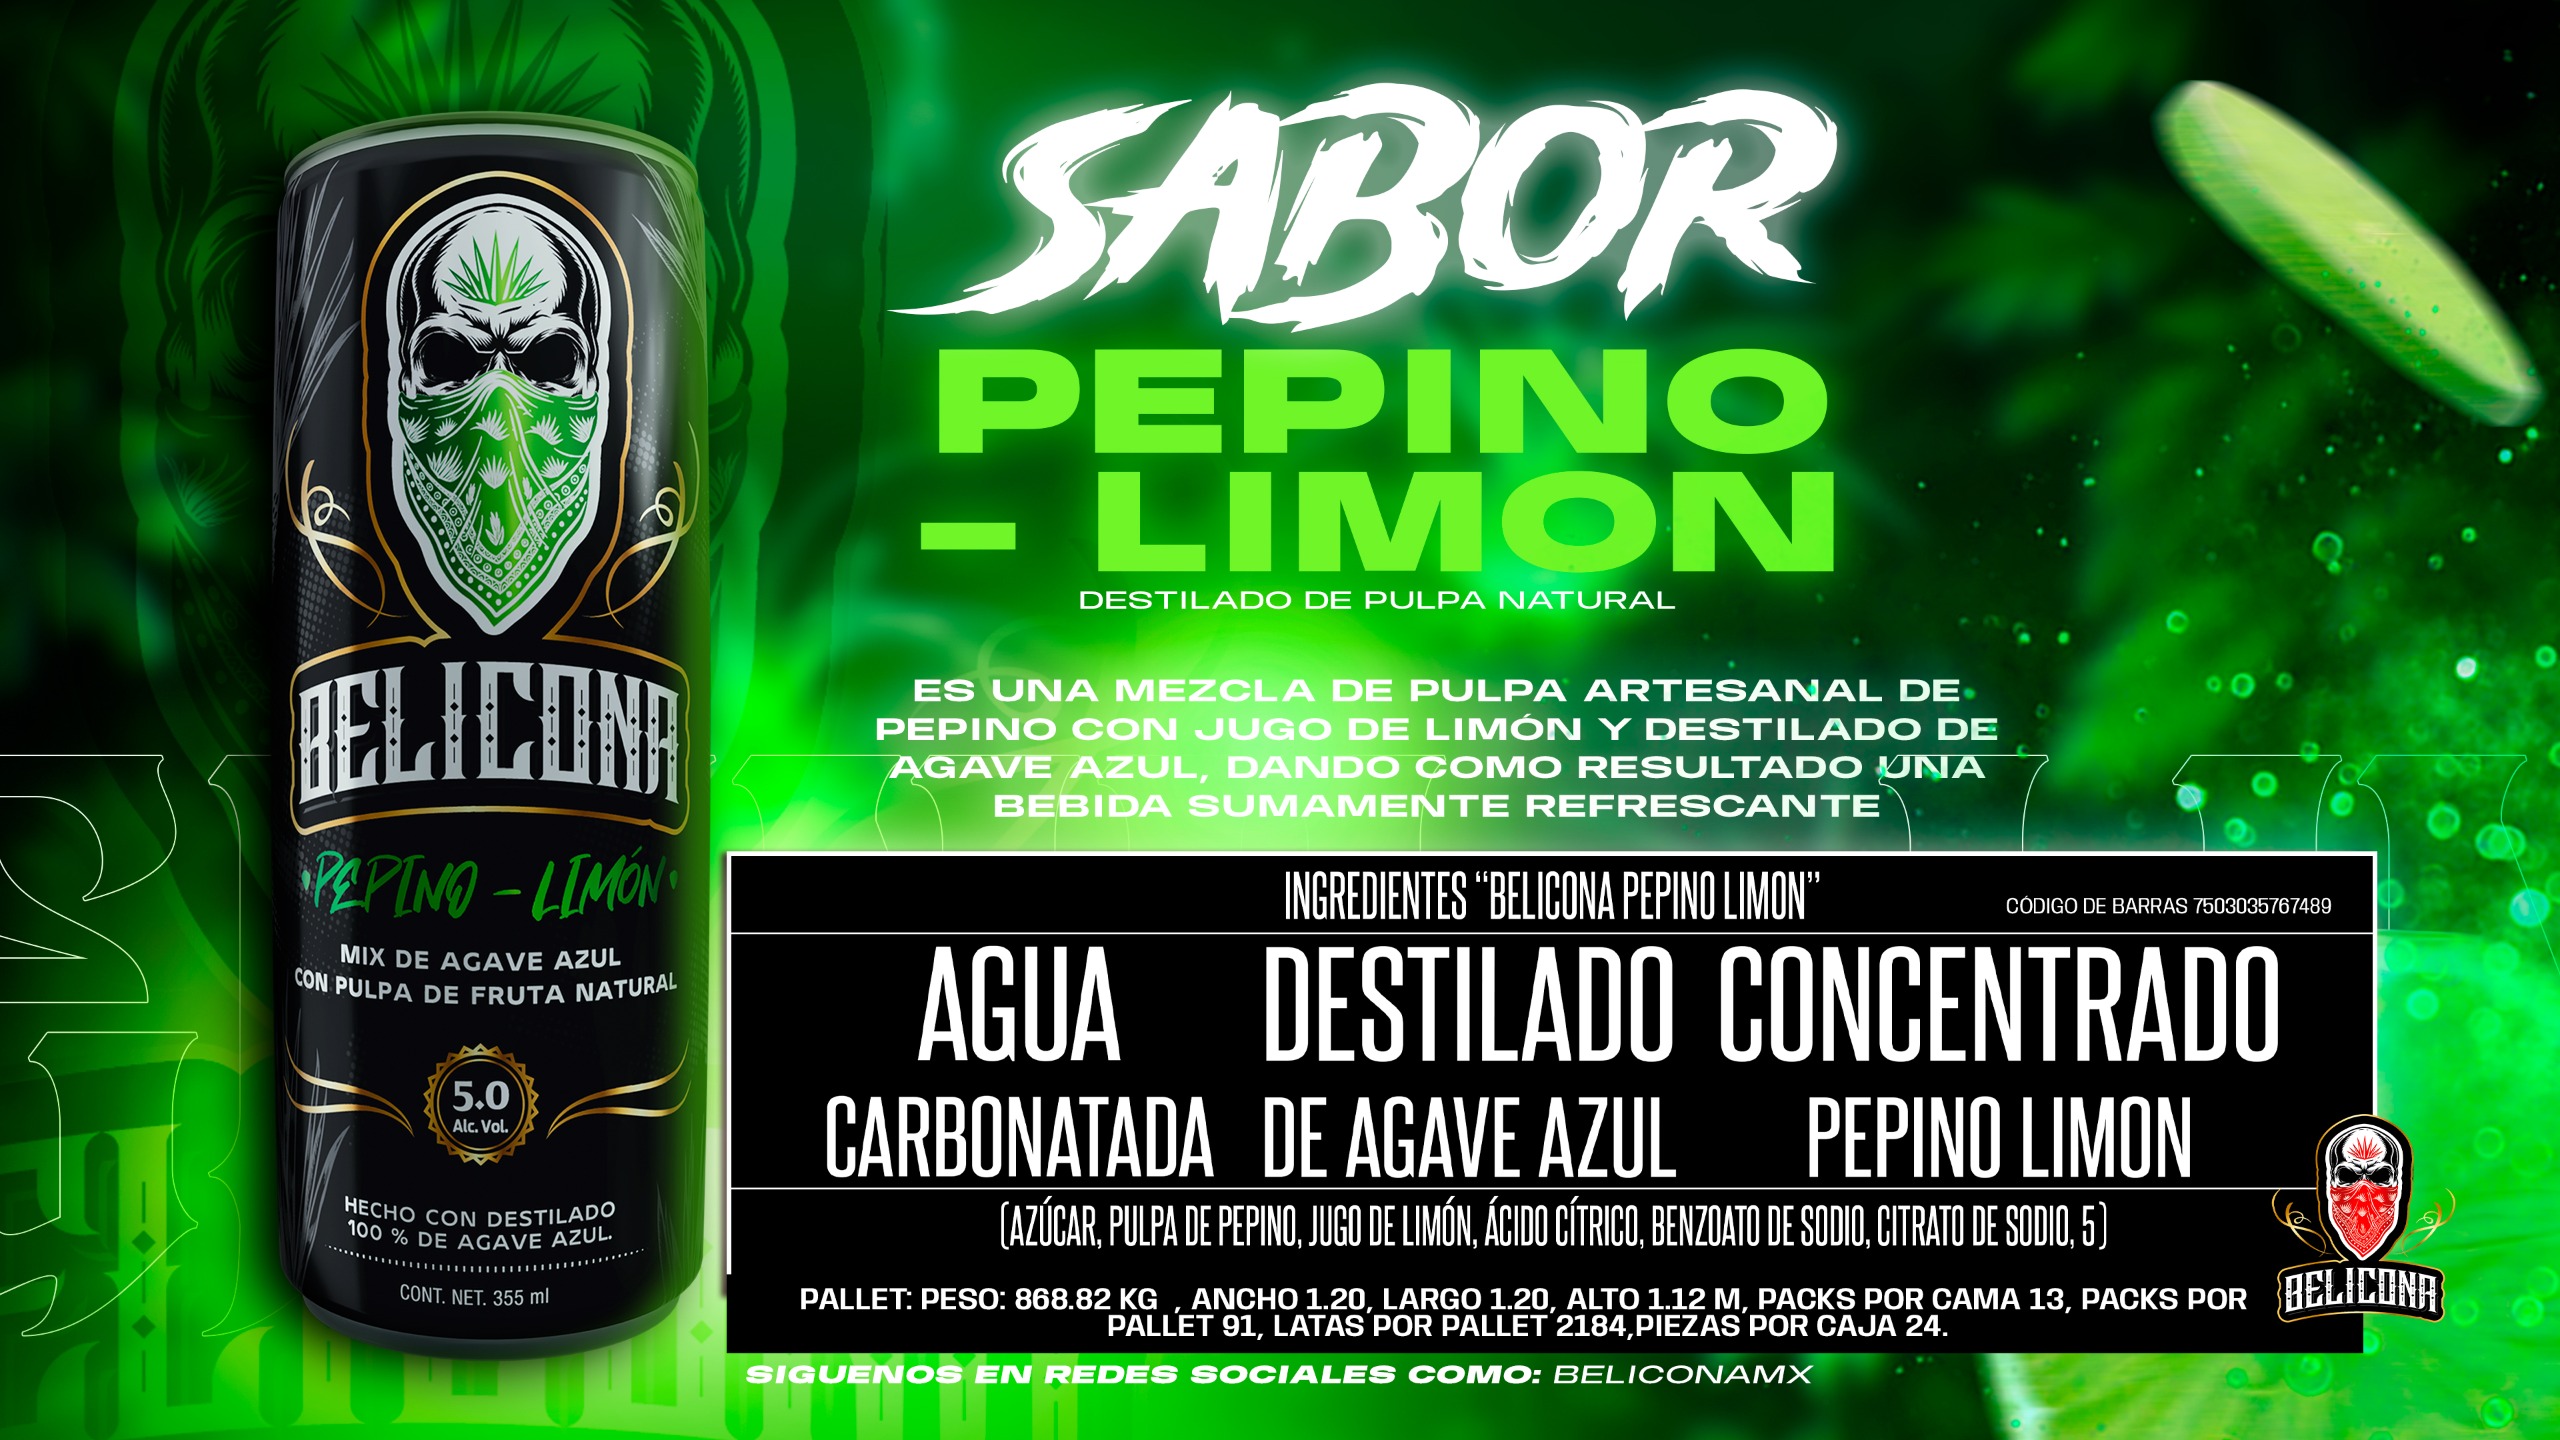 BELICONA
PEPINO – LIMÓN
MIX DE AGAVE AZUL
CON PULPA DE FRUTA NATURAL
5.0
Alc. Vol.
HECHO CON DESTILADO
100 % DE AGAVE AZUL.
CONT. NET. 355 ml
SABOR
PEPINO
– LIMON
DESTILADO DE PULPA NATURAL
ES UNA MEZCLA DE PULPA ARTESANAL DE
PEPINO CON JUGO DE LIMÓN Y DESTILADO DE
AGAVE AZUL, DANDO COMO RESULTADO UNA
BEBIDA SUMAMENTE REFRESCANTE
INGREDIENTES “BELICONA PEPINO LIMON”
CÓDIGO DE BARRAS 7503035767489
AGUA DESTILADO CONCENTRADO
CARBONATADA DE AGAVE AZUL PEPINO LIMON
(AZÚCAR, PULPA DE PEPINO, JUGO DE LIMÓN, ÁCIDO CÍTRICO, BENZOATO DE SODIO, CITRATO DE SODIO, 5 )
PALLET: PESO: 868.82 KG , ANCHO 1.20, LARGO 1.20, ALTO 1.12 M, PACKS POR CAMA 13, PACKS POR
PALLET 91, LATAS POR PALLET 2184,PIEZAS POR CAJA 24.
BELICONA
SIGUENOS EN REDES SOCIALES COMO: BELICONAMX